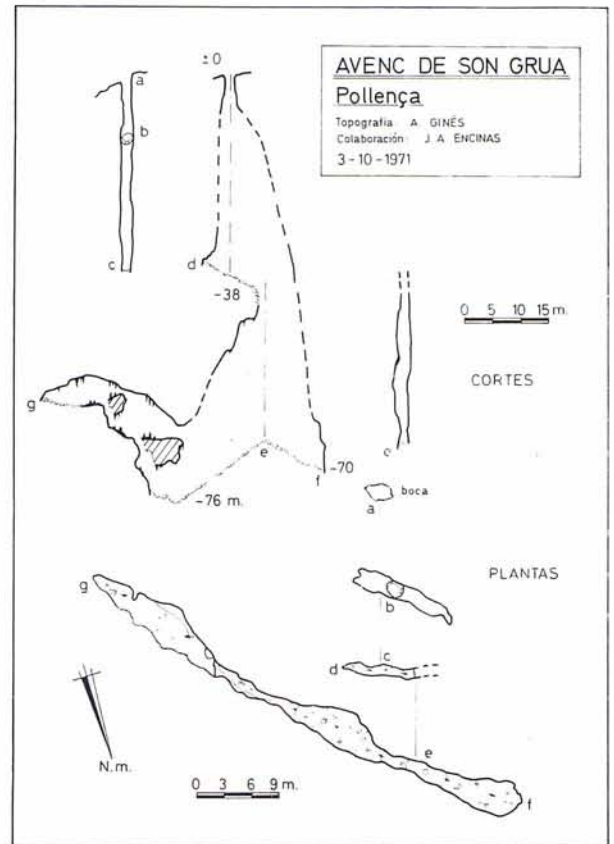 AVENC DE SON GRUA
Pollença
Topografia A. GINÉS
Colaboración: J. A. ENCINAS
3-10-1971
±0
a
b
c
d
-38
0 5 10 15 m.
CORTES
g
e
e
f
-70
-76 m.
a
boca
PLANTAS
b
g
c
d
e
f
N.m.
0 3 6 9 m.